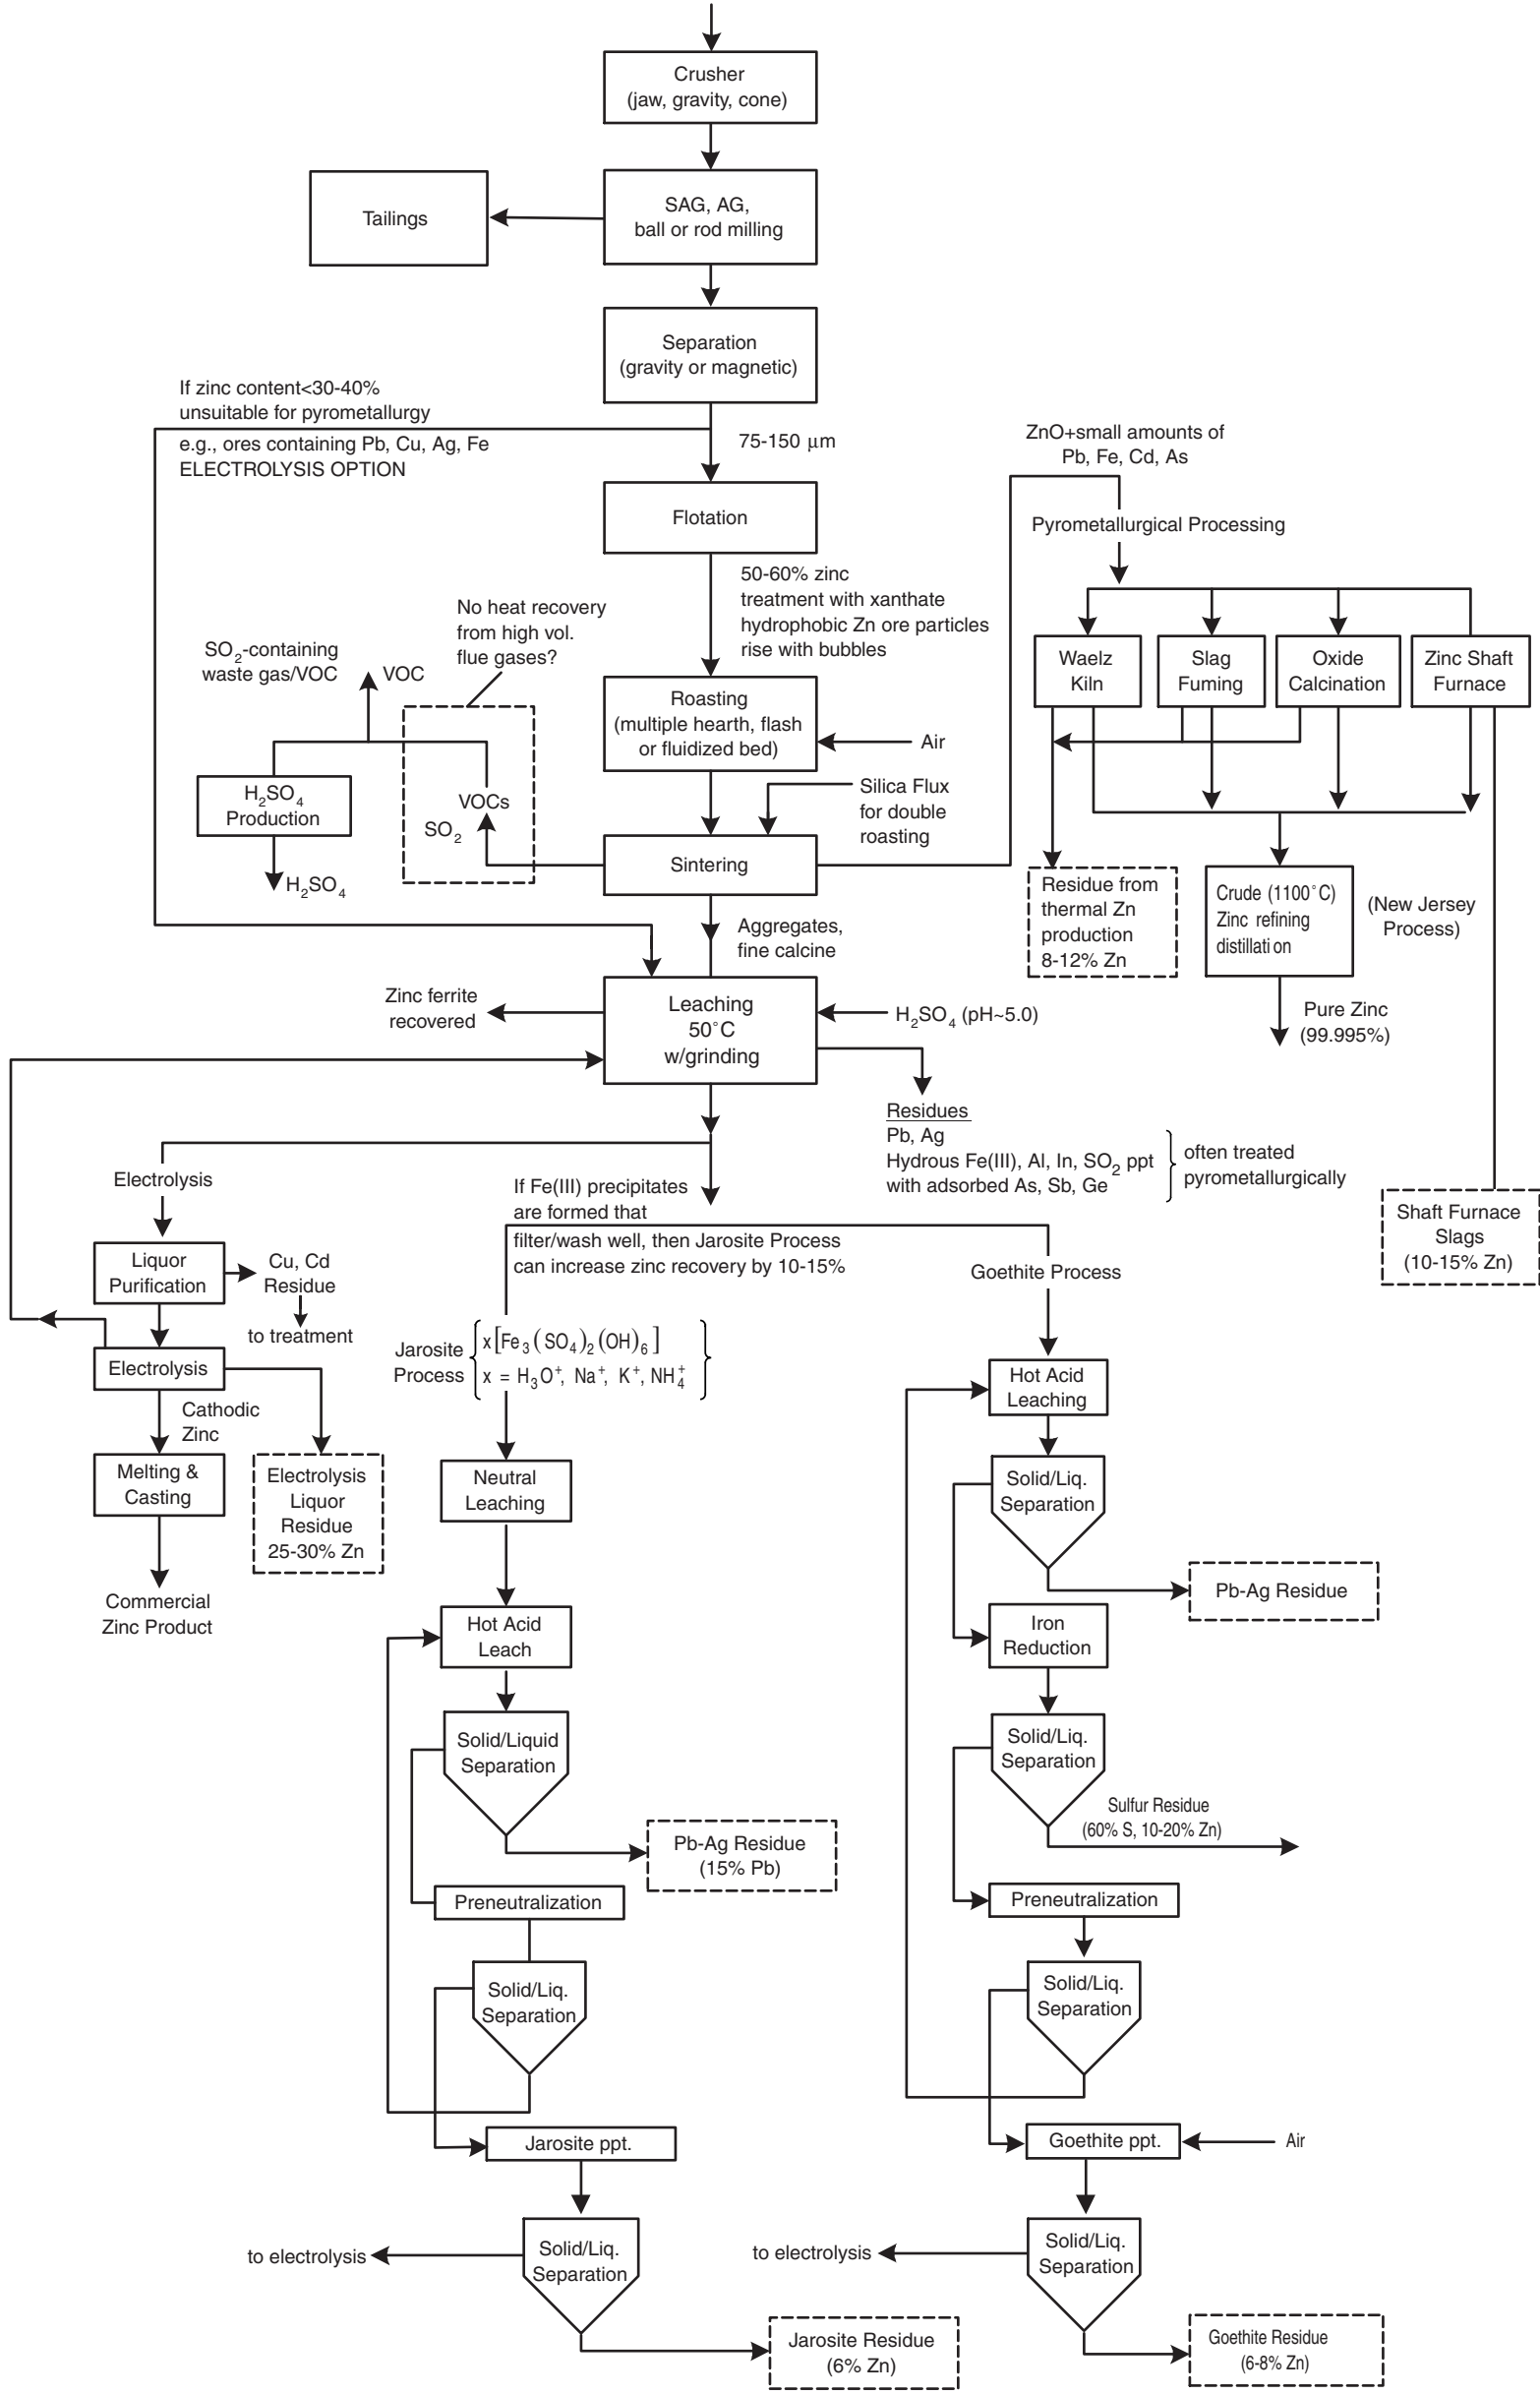 Crusher
(jaw, gravity, cone)
Tailings
SAG, AG,
ball or rod milling
Separation
(gravity or magnetic)
If zinc content<30-40%
unsuitable for pyrometallurgy
e.g., ores containing Pb, Cu, Ag, Fe
ELECTROLYSIS OPTION
75-150 μm
ZnO+small amounts of
Pb, Fe, Cd, As
Flotation
Pyrometallurgical Processing
50-60% zinc
treatment with xanthate
hydrophobic Zn ore particles
rise with bubbles
No heat recovery
from high vol.
flue gases?
SO2-containing
waste gas/VOC
VOC
Waelz
Kiln
Slag
Fuming
Oxide
Calcination
Zinc Shaft
Furnace
Roasting
(multiple hearth, flash
or fluidized bed)
Air
H2SO4
Production
VOCs
SO2
Silica Flux
for double
roasting
Sintering
H2SO4
Residue from
thermal Zn
production
8-12% Zn
Crude (1100°C)
Zinc refining
distillation
(New Jersey
Process)
Aggregates,
fine calcine
Zinc ferrite
recovered
Leaching
50°C
w/grinding
H2SO4 (pH~5.0)
Pure Zinc
(99.995%)
Residues
Pb, Ag
Hydrous Fe(III), Al, In, SO2 ppt
with adsorbed As, Sb, Ge
often treated
pyrometallurgically
Electrolysis
If Fe(III) precipitates
are formed that
filter/wash well, then Jarosite Process
can increase zinc recovery by 10-15%
Goethite Process
Shaft Furnace
Slags
(10-15% Zn)
Liquor
Purification
Cu, Cd
Residue
to treatment
Jarosite
Process
x[Fe3(SO4)2(OH)6]
x = H3O+, Na+, K+, NH4+
Electrolysis
Cathodic
Zinc
Hot Acid
Leaching
Melting &
Casting
Electrolysis
Liquor
Residue
25-30% Zn
Neutral
Leaching
Solid/Liq.
Separation
Commercial
Zinc Product
Pb-Ag Residue
Hot Acid
Leach
Iron
Reduction
Solid/Liquid
Separation
Solid/Liq.
Separation
Sulfur Residue
(60% S, 10-20% Zn)
Pb-Ag Residue
(15% Pb)
Preneutralization
Preneutralization
Solid/Liq.
Separation
Solid/Liq.
Separation
Jarosite ppt.
Goethite ppt.
Air
to electrolysis
Solid/Liq.
Separation
to electrolysis
Solid/Liq.
Separation
Jarosite Residue
(6% Zn)
Goethite Residue
(6-8% Zn)